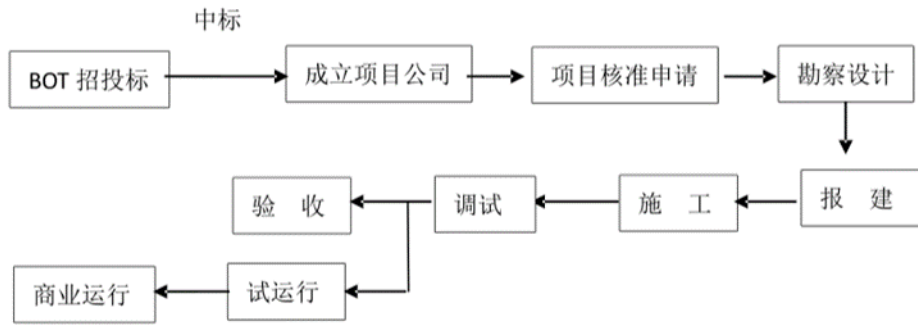 中标
BOT 招投标
成立项目公司
项目核准申请
勘察设计
报 建
施 工
调试
验 收
试运行
商业运行